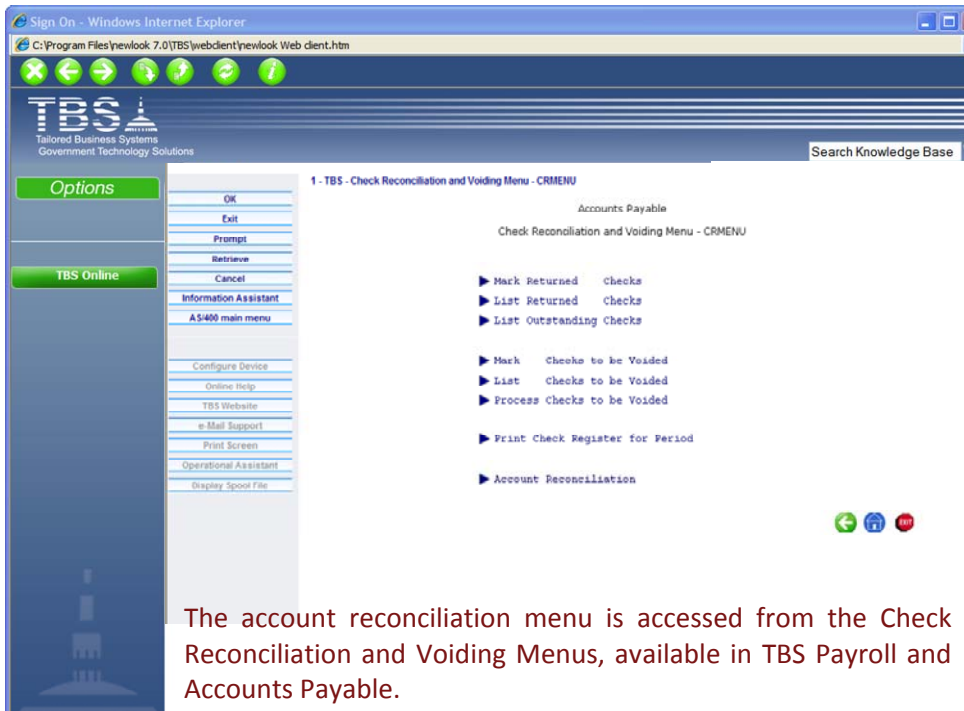 Sign On - Windows Internet Explorer
C:\Program Files\newlook 7.0\TBS\webclient\newlook Web client.htm
TBS
Tailored Business Systems
Government Technology Solutions
Search Knowledge Base
Options
TBS Online
OK
Exit
Prompt
Retrieve
Cancel
Information Assistant
AS/400 main menu
Configure Device
Online Help
TBS Website
e-Mail Support
Print Screen
Operational Assistant
Display Spool File
1 - TBS - Check Reconciliation and Voiding Menu - CRMENU
Accounts Payable
Check Reconciliation and Voiding Menu - CRMENU
Mark Returned Checks
List Returned Checks
List Outstanding Checks
Mark Checks to be Voided
List Checks to be Voided
Process Checks to be Voided
Print Check Register for Period
Account Reconciliation
EXIT
The account reconciliation menu is accessed from the Check
Reconciliation and Voiding Menus, available in TBS Payroll and
Accounts Payable.